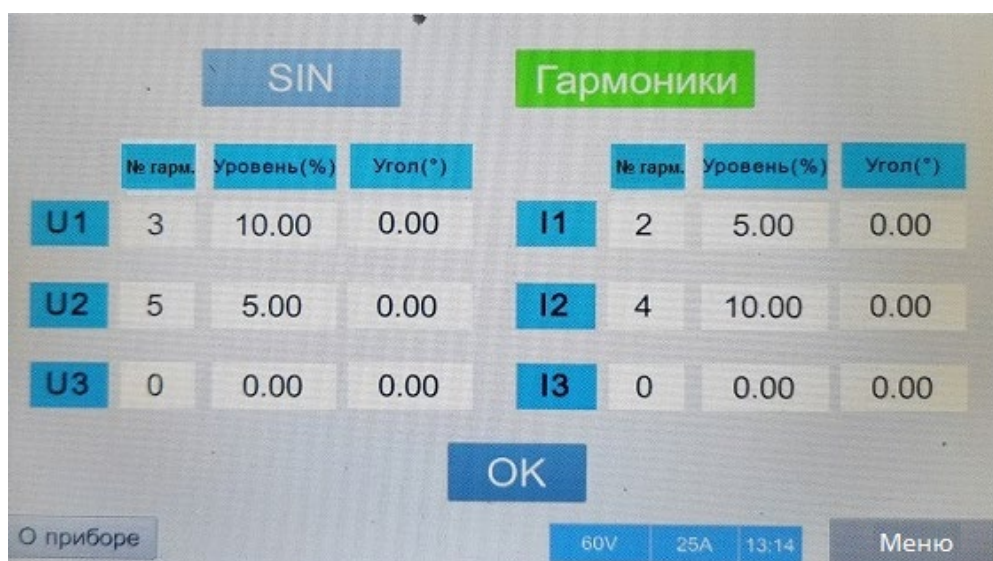 SIN Гармоники
№ гарм. Уровень(%) Угол(°) № гарм. Уровень(%) Угол(°)
U1 3 10.00 0.00 I1 2 5.00 0.00
U2 5 5.00 0.00 I2 4 10.00 0.00
U3 0 0.00 0.00 I3 0 0.00 0.00
OK
О приборе 60V 25A 13:14 Меню